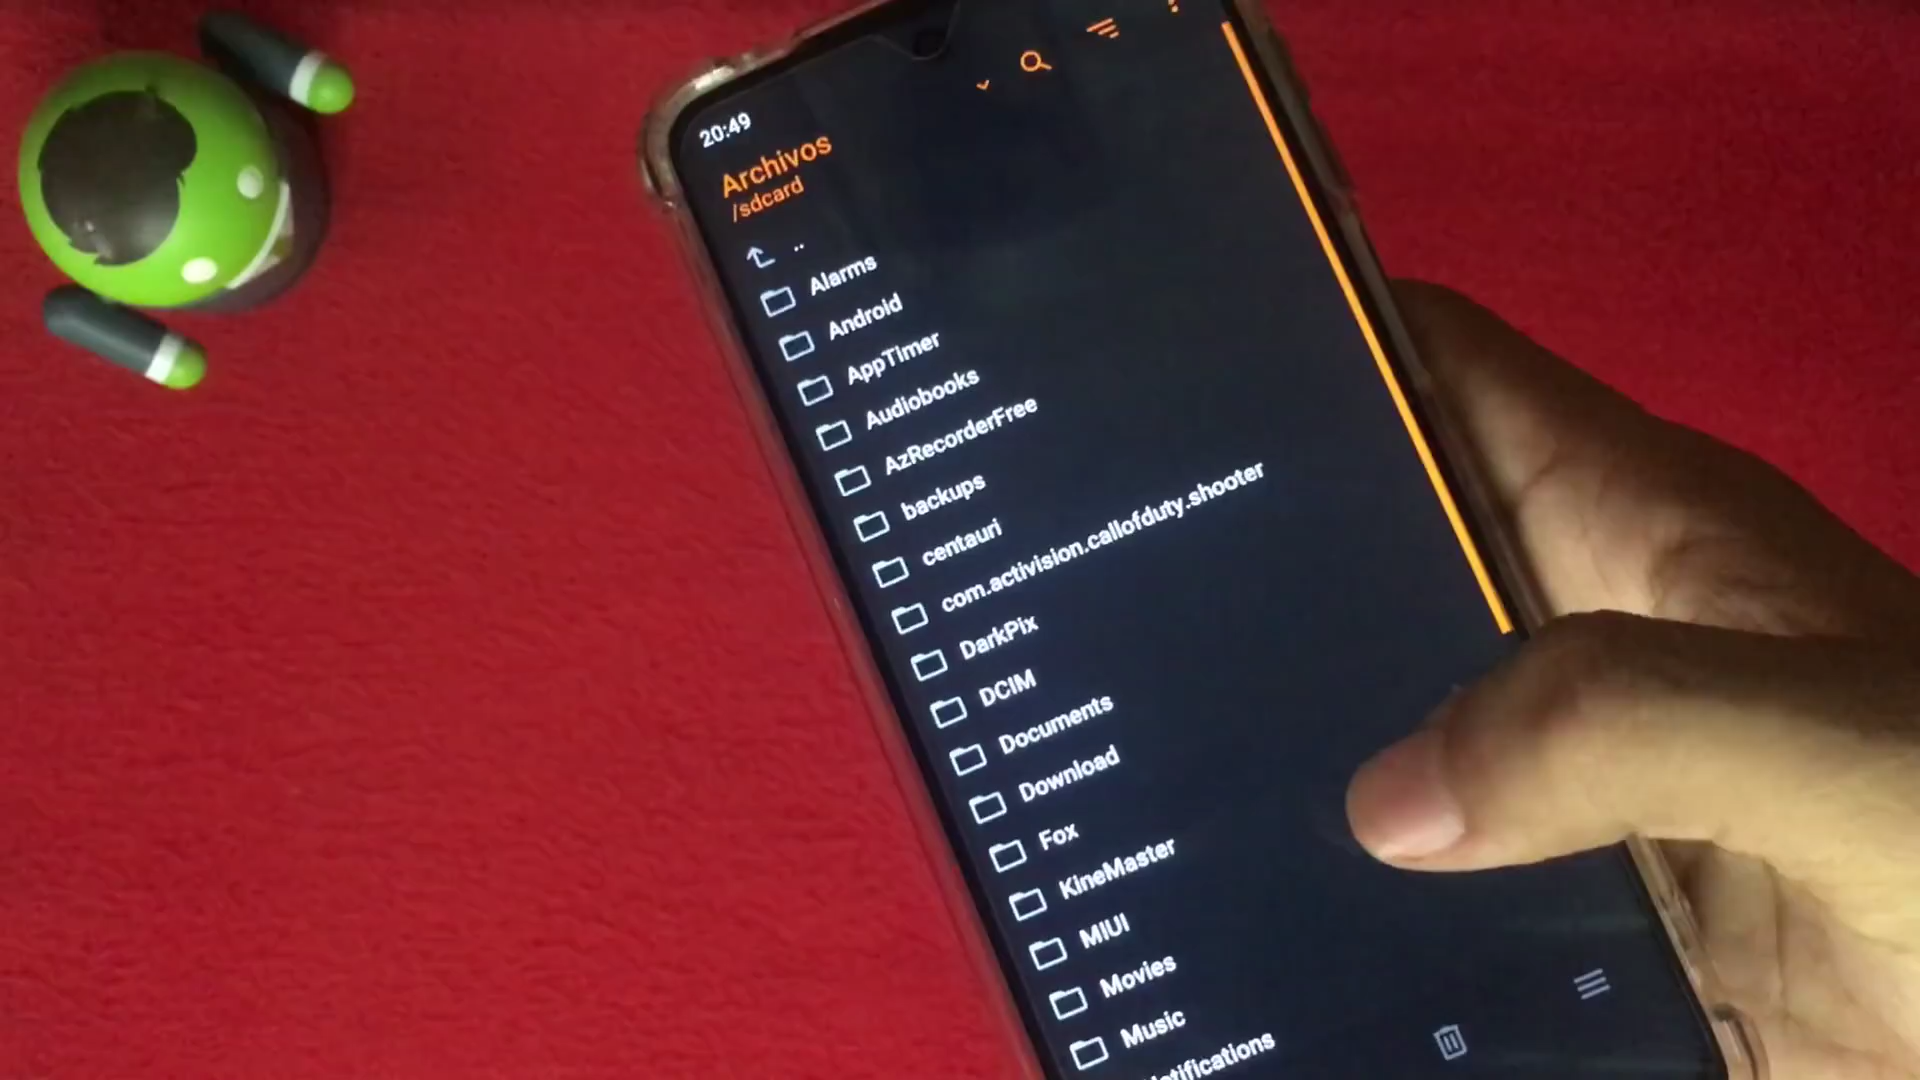 20:49
Archivos
/sdcard
..
Alarms
Android
AppTimer
Audiobooks
AzRecorderFree
backups
centauri
com.activision.callofduty.shooter
DarkPix
DCIM
Documents
Download
Fox
KineMaster
MIUI
Movies
Music